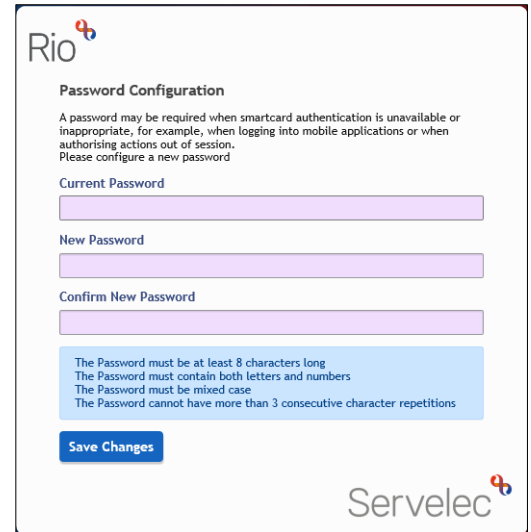 Rio
Password Configuration
A password may be required when smartcard authentication is unavailable or
inappropriate, for example, when logging into mobile applications or when
authorising actions out of session.
Please configure a new password
Current Password
New Password
Confirm New Password
The Password must be at least 8 characters long
The Password must contain both letters and numbers
The Password must be mixed case
The Password cannot have more than 3 consecutive character repetitions
Save Changes
Servelec